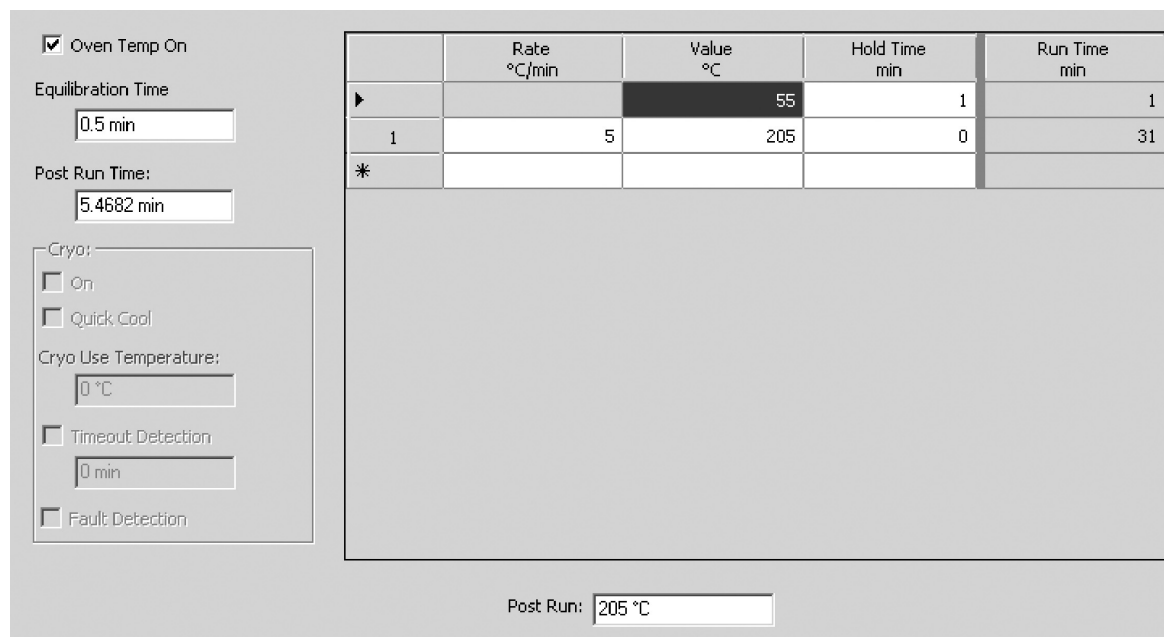 Oven Temp On
Equilibration Time
0.5 min
Post Run Time:
5.4682 min
Cryo:
On
Quick Cool
Cryo Use Temperature:
0 °C
Timeout Detection
0 min
Fault Detection
Rate °C/min Value °C Hold Time min Run Time min
55 1 1
1 5 205 0 31
*
Post Run: 205 °C